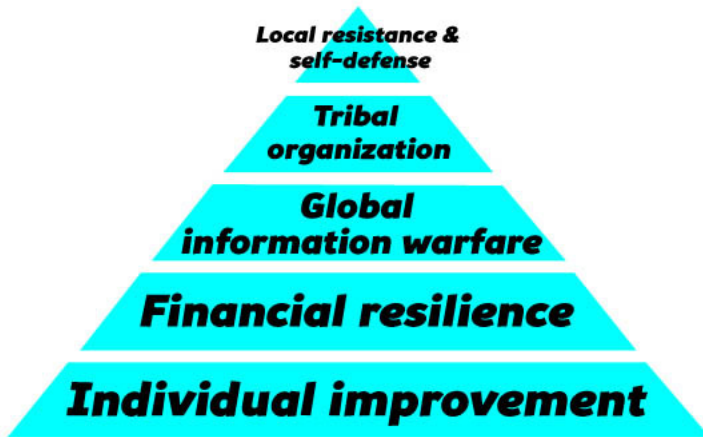 Local resistance &
self-defense
Tribal
organization
Global
information warfare
Financial resilience
Individual improvement